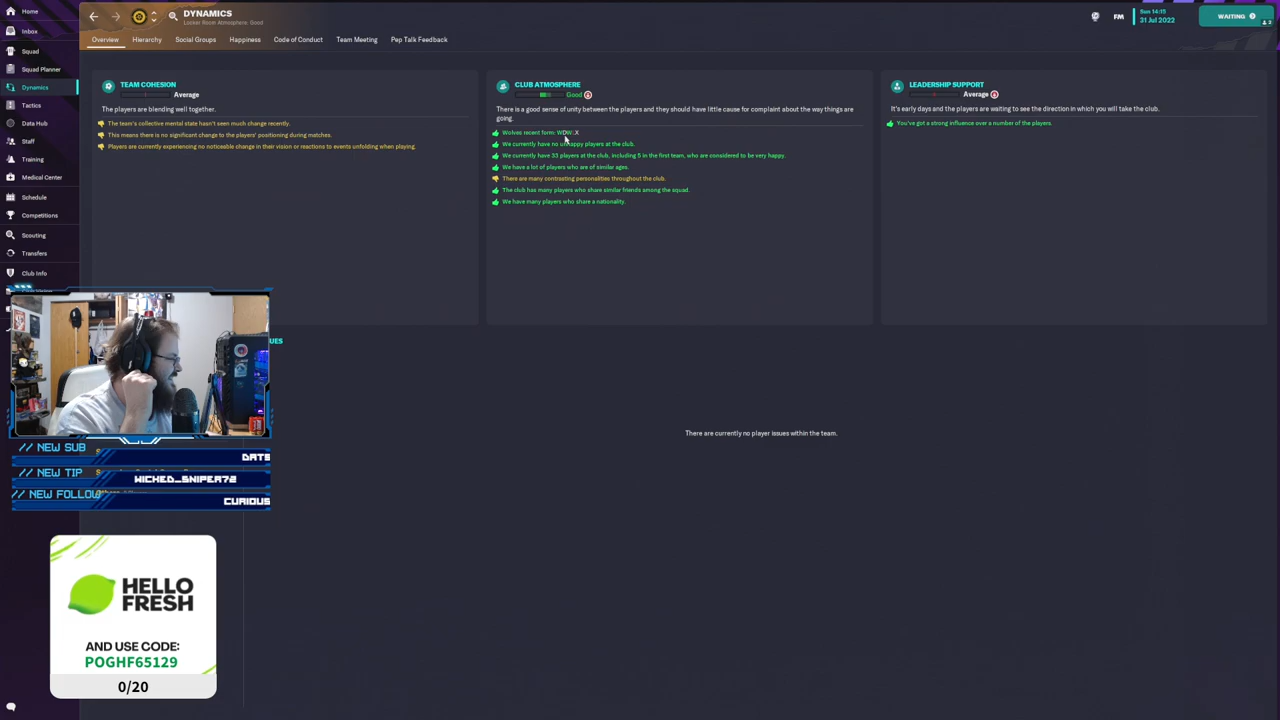 Home
Inbox
Squad
Squad Planner
Dynamics
Tactics
Data Hub
Staff
Training
Medical Center
Schedule
Competitions
Scouting
Transfers
Club Info
DYNAMICS
Locker Room Atmosphere: Good
FM
Sun 14:15
31 Jul 2022
WAITING
2
Overview
Hierarchy
Social Groups
Happiness
Code of Conduct
Team Meeting
Pep Talk Feedback
TEAM COHESION
Average
The players are blending well together.
The team's collective mental state hasn't seen much change recently.
This means there is no significant change to the players' positioning during matches.
Players are currently experiencing no noticeable change in their vision or reactions to events unfolding when playing.
CLUB ATMOSPHERE
Good
There is a good sense of unity between the players and they should have little cause for complaint about the way things are
going.
Wolves recent form: WDW.X
We currently have no unhappy players at the club.
We currently have 33 players at the club, including 5 in the first team, who are considered to be very happy.
We have a lot of players who are of similar ages.
There are many contrasting personalities throughout the club.
The club has many players who share similar friends among the squad.
We have many players who share a nationality.
LEADERSHIP SUPPORT
Average
It's early days and the players are waiting to see the direction in which you will take the club.
You've got a strong influence over a number of the players.
UES
There are currently no player issues within the team.
// NEW SUB
DATS
// NEW TIP
WICKED_SNIPER72
// NEW FOLLOW
CURIOUS
HELLO
FRESH
AND USE CODE:
POGHF65129
0/20